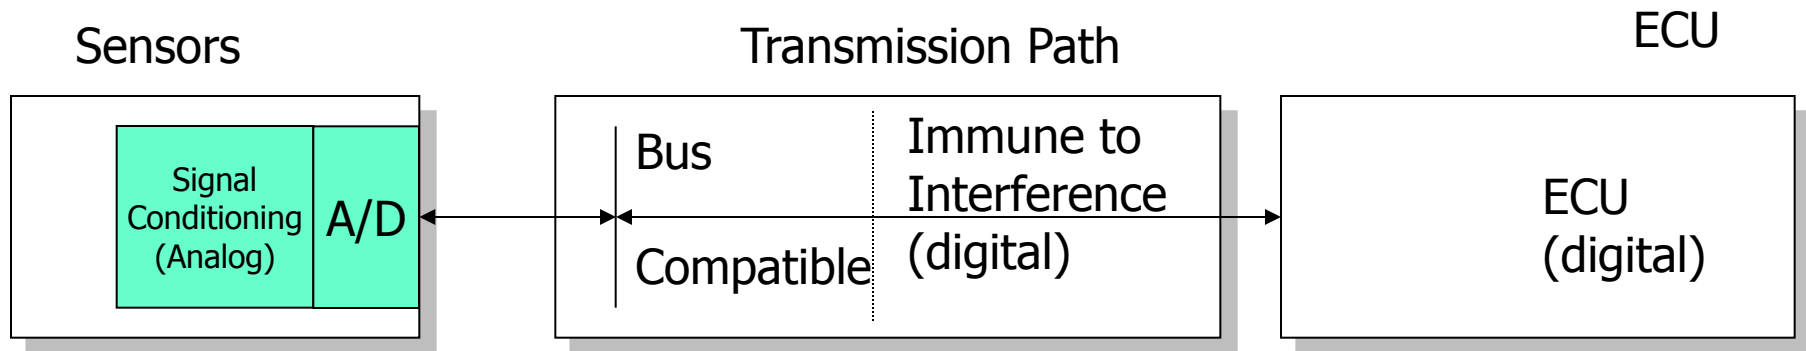 Sensors
Transmission Path
ECU
Signal
Conditioning
(Analog)
A/D
Bus
Compatible
Immune to
Interference
(digital)
ECU
(digital)